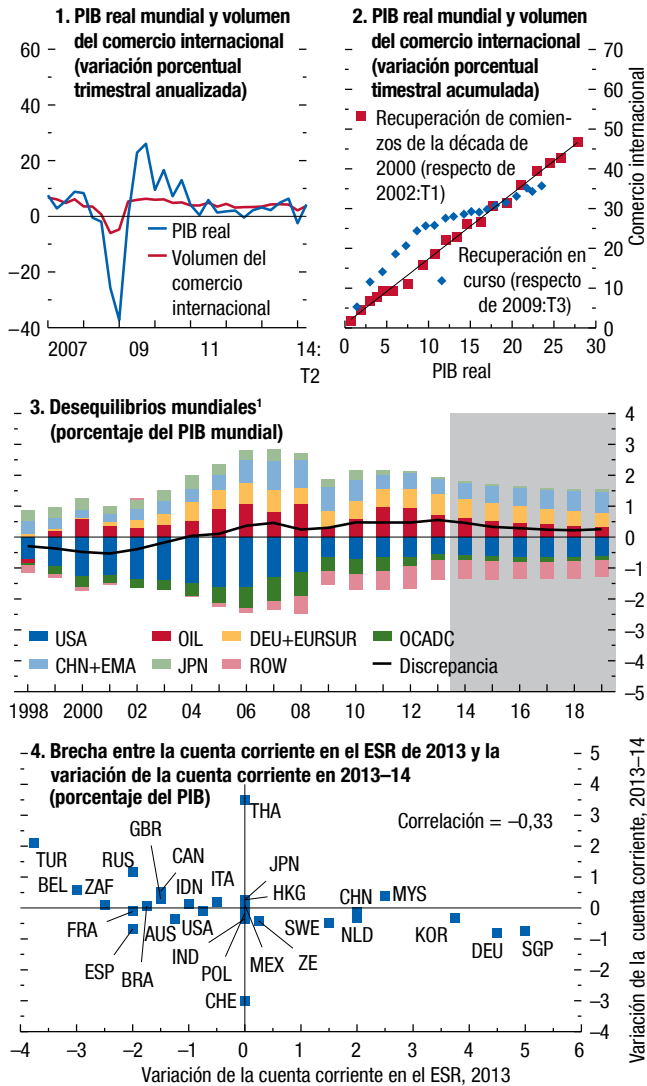 1. PIB real mundial y volumen
del comercio internacional
(variación porcentual
trimestral anualizada)
60
40
20
0
–20
–40
PIB real
Volumen del
comercio
internacional
2007
09
11
14:
T2
2. PIB real mundial y volumen
del comercio internacional
(variación porcentual
timestral acumulada)
70
60
50
40
30
20
10
0
Comercio internacional
Recuperación de comien-
zos de la década de
2000 (respecto de
2002:T1)
Recuperación en
curso (respecto
de 2009:T3)
0 5 10 15 20 25 30
PIB real
3. Desequilibrios mundiales¹
(porcentaje del PIB mundial)
4
3
2
1
0
–1
–2
–3
–4
–5
USA
OIL
DEU+EURSUR
OCADC
CHN+EMA
JPN
ROW
Discrepancia
1998 2000 02 04 06 08 10 12 14 16 18
4. Brecha entre la cuenta corriente en el ESR de 2013 y la
variación de la cuenta corriente en 2013–14
(porcentaje del PIB)
5
4
3
2
1
0
–1
–2
–3
–4
Variación de la cuenta corriente, 2013–14
Correlación = –0,33
THA
GBR
TUR
RUS
CAN
JPN
BEL
ZAF
IDN
ITA
HKG
CHN
MYS
FRA
AUS
USA
SWE
IND
NLD
KOR
ESP
BRA
POL
MEX
ZE
DEU
SGP
CHE
–4 –3 –2 –1 0 1 2 3 4 5 6
Variación de la cuenta corriente en el ESR, 2013